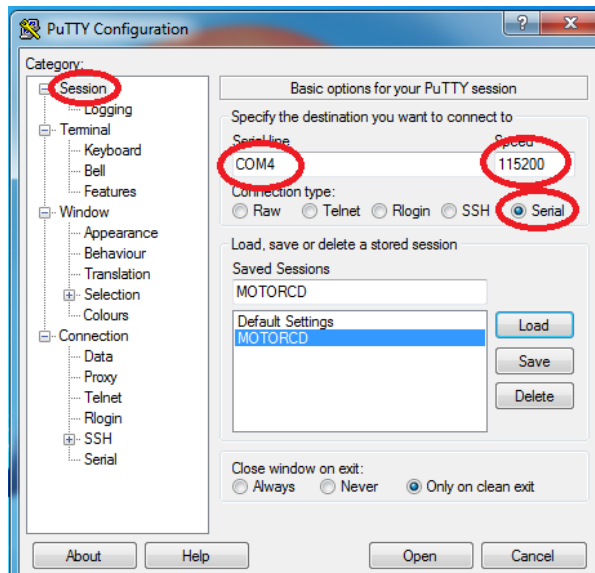 PuTTY Configuration
Category:
Session
Logging
Terminal
Keyboard
Bell
Features
Window
Appearance
Behaviour
Translation
Selection
Colours
Connection
Data
Proxy
Telnet
Rlogin
SSH
Serial
Basic options for your PuTTY session
Specify the destination you want to connect to
Serial line Speed
COM4 115200
Connection type:
Raw Telnet Rlogin SSH Serial
Load, save or delete a stored session
Saved Sessions
MOTORCD
Default Settings
MOTORCD
Load
Save
Delete
Close window on exit:
Always Never Only on clean exit
About Help Open Cancel